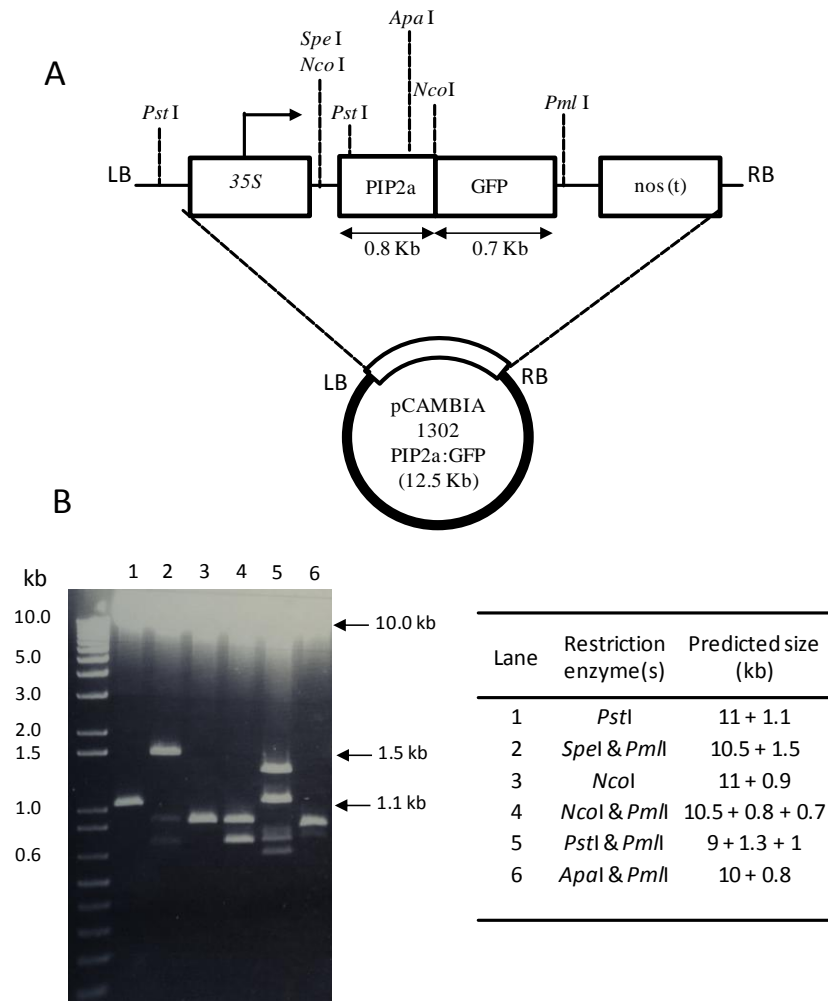 A
Apa I
Spe I
Nco I
Nco I
Pst I
Pst I
Pml I
LB
35S
PIP2a
GFP
nos (t)
RB
0.8 Kb
0.7 Kb
LB
RB
pCAMBIA
1302
PIP2a:GFP
(12.5 Kb)
B
kb
1 2 3 4 5 6
10.0
5.0
3.0
2.0
1.5
1.0
0.6
10.0 kb
1.5 kb
1.1 kb
Lane Restriction enzyme(s) Predicted size (kb)
1 PstI 11 + 1.1
2 SpeI & PmlI 10.5 + 1.5
3 NcoI 11 + 0.9
4 NcoI & PmlI 10.5 + 0.8 + 0.7
5 PstI & PmlI 9 + 1.3 + 1
6 ApaI & PmlI 10 + 0.8